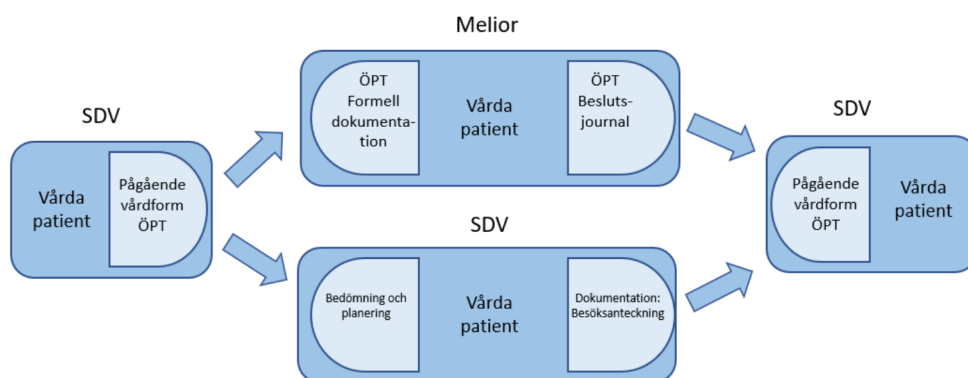 Melior
ÖPT
Formell
dokumenta-
tion
Vårda
patient
ÖPT
Besluts-
journal
SDV
Vårda
patient
Pågående
vårdform
ÖPT
SDV
Bedömning och
planering
Vårda
patient
Dokumentation:
Besöksanteckning
SDV
Pågående
vårdform
ÖPT
Vårda
patient